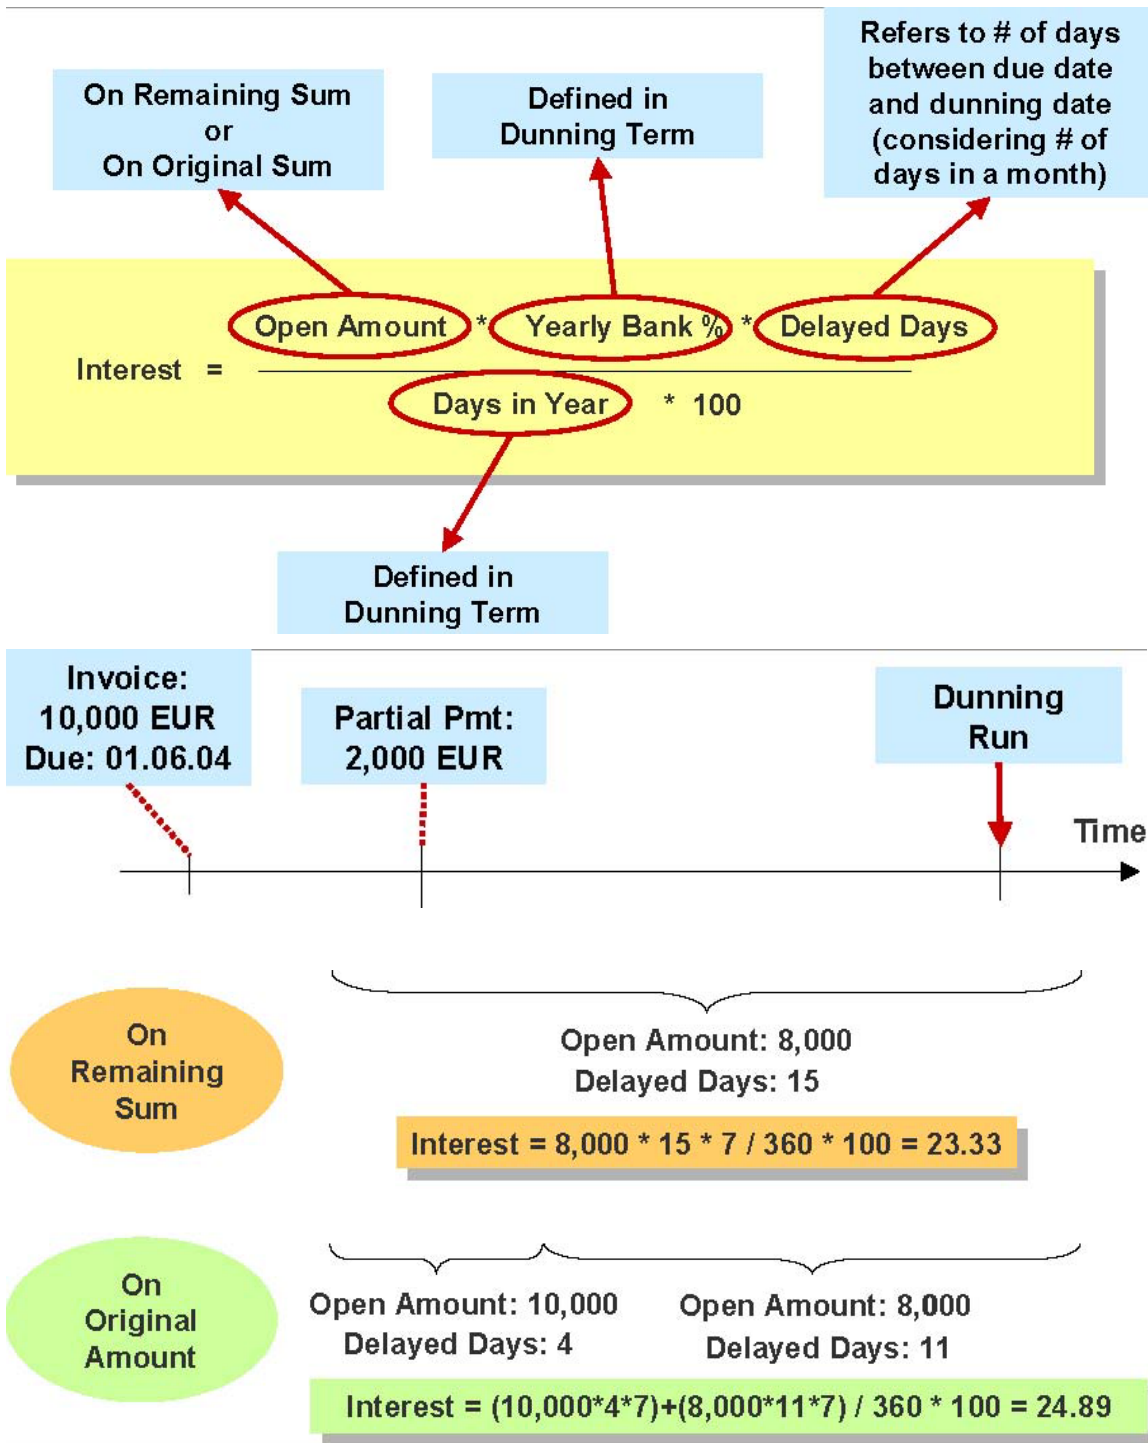 On Remaining Sum
or
On Original Sum
Defined in
Dunning Term
Refers to # of days
between due date
and dunning date
(considering # of
days in a month)
Open Amount * Yearly Bank % * Delayed Days
Interest =
Days in Year * 100
Defined in
Dunning Term
Invoice:
10,000 EUR
Due: 01.06.04
Partial Pmt:
2,000 EUR
Dunning
Run
Time
On
Remaining
Sum
Open Amount: 8,000
Delayed Days: 15
Interest = 8,000 * 15 * 7 / 360 * 100 = 23.33
On
Original
Amount
Open Amount: 10,000
Delayed Days: 4
Open Amount: 8,000
Delayed Days: 11
Interest = (10,000*4*7)+(8,000*11*7) / 360 * 100 = 24.89